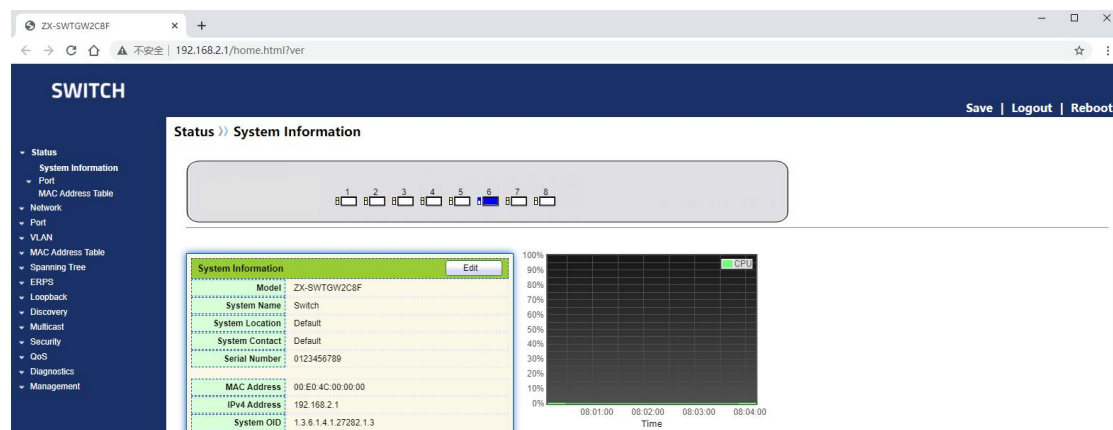 ZX-SWTGW2C8F
不安全 | 192.168.2.1/home.html?ver
SWITCH
Save | Logout | Reboot
Status 》 System Information
Status
System Information
Port
MAC Address Table
Network
Port
VLAN
MAC Address Table
Spanning Tree
ERPS
Loopback
Discovery
Multicast
Security
QoS
Diagnostics
Management
1 2 3 4 5 6 7 8
System Information Edit
Model ZX-SWTGW2C8F
System Name Switch
System Location Default
System Contact Default
Serial Number 0123456789
MAC Address 00:E0:4C:00:00:00
IPv4 Address 192.168.2.1
System OID 1.3.6.1.4.1.27282.1.3
CPU
100%
90%
80%
70%
60%
50%
40%
30%
20%
10%
0%
08:01:00 08:02:00 08:03:00 08:04:00
Time